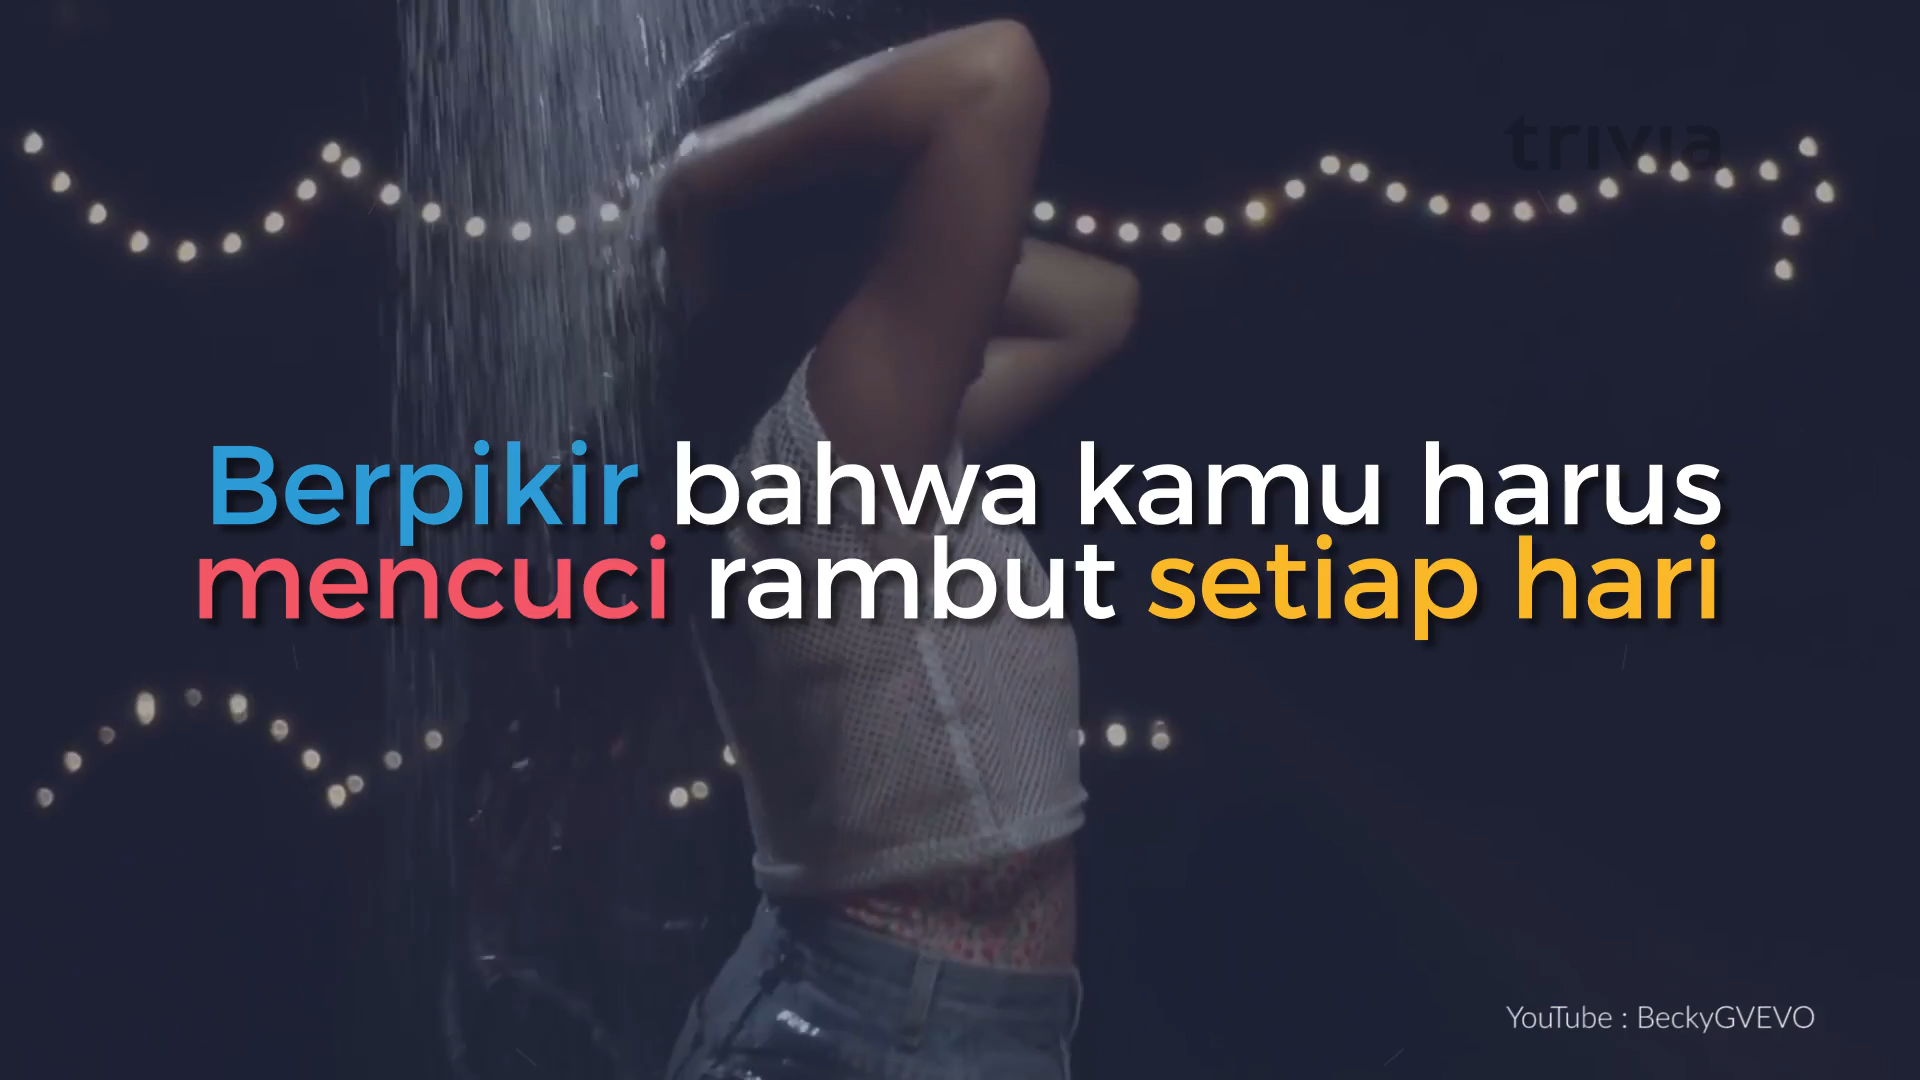 trivia
Berpikir bahwa kamu harus
mencuci rambut setiap hari
YouTube : BeckyGVEVO